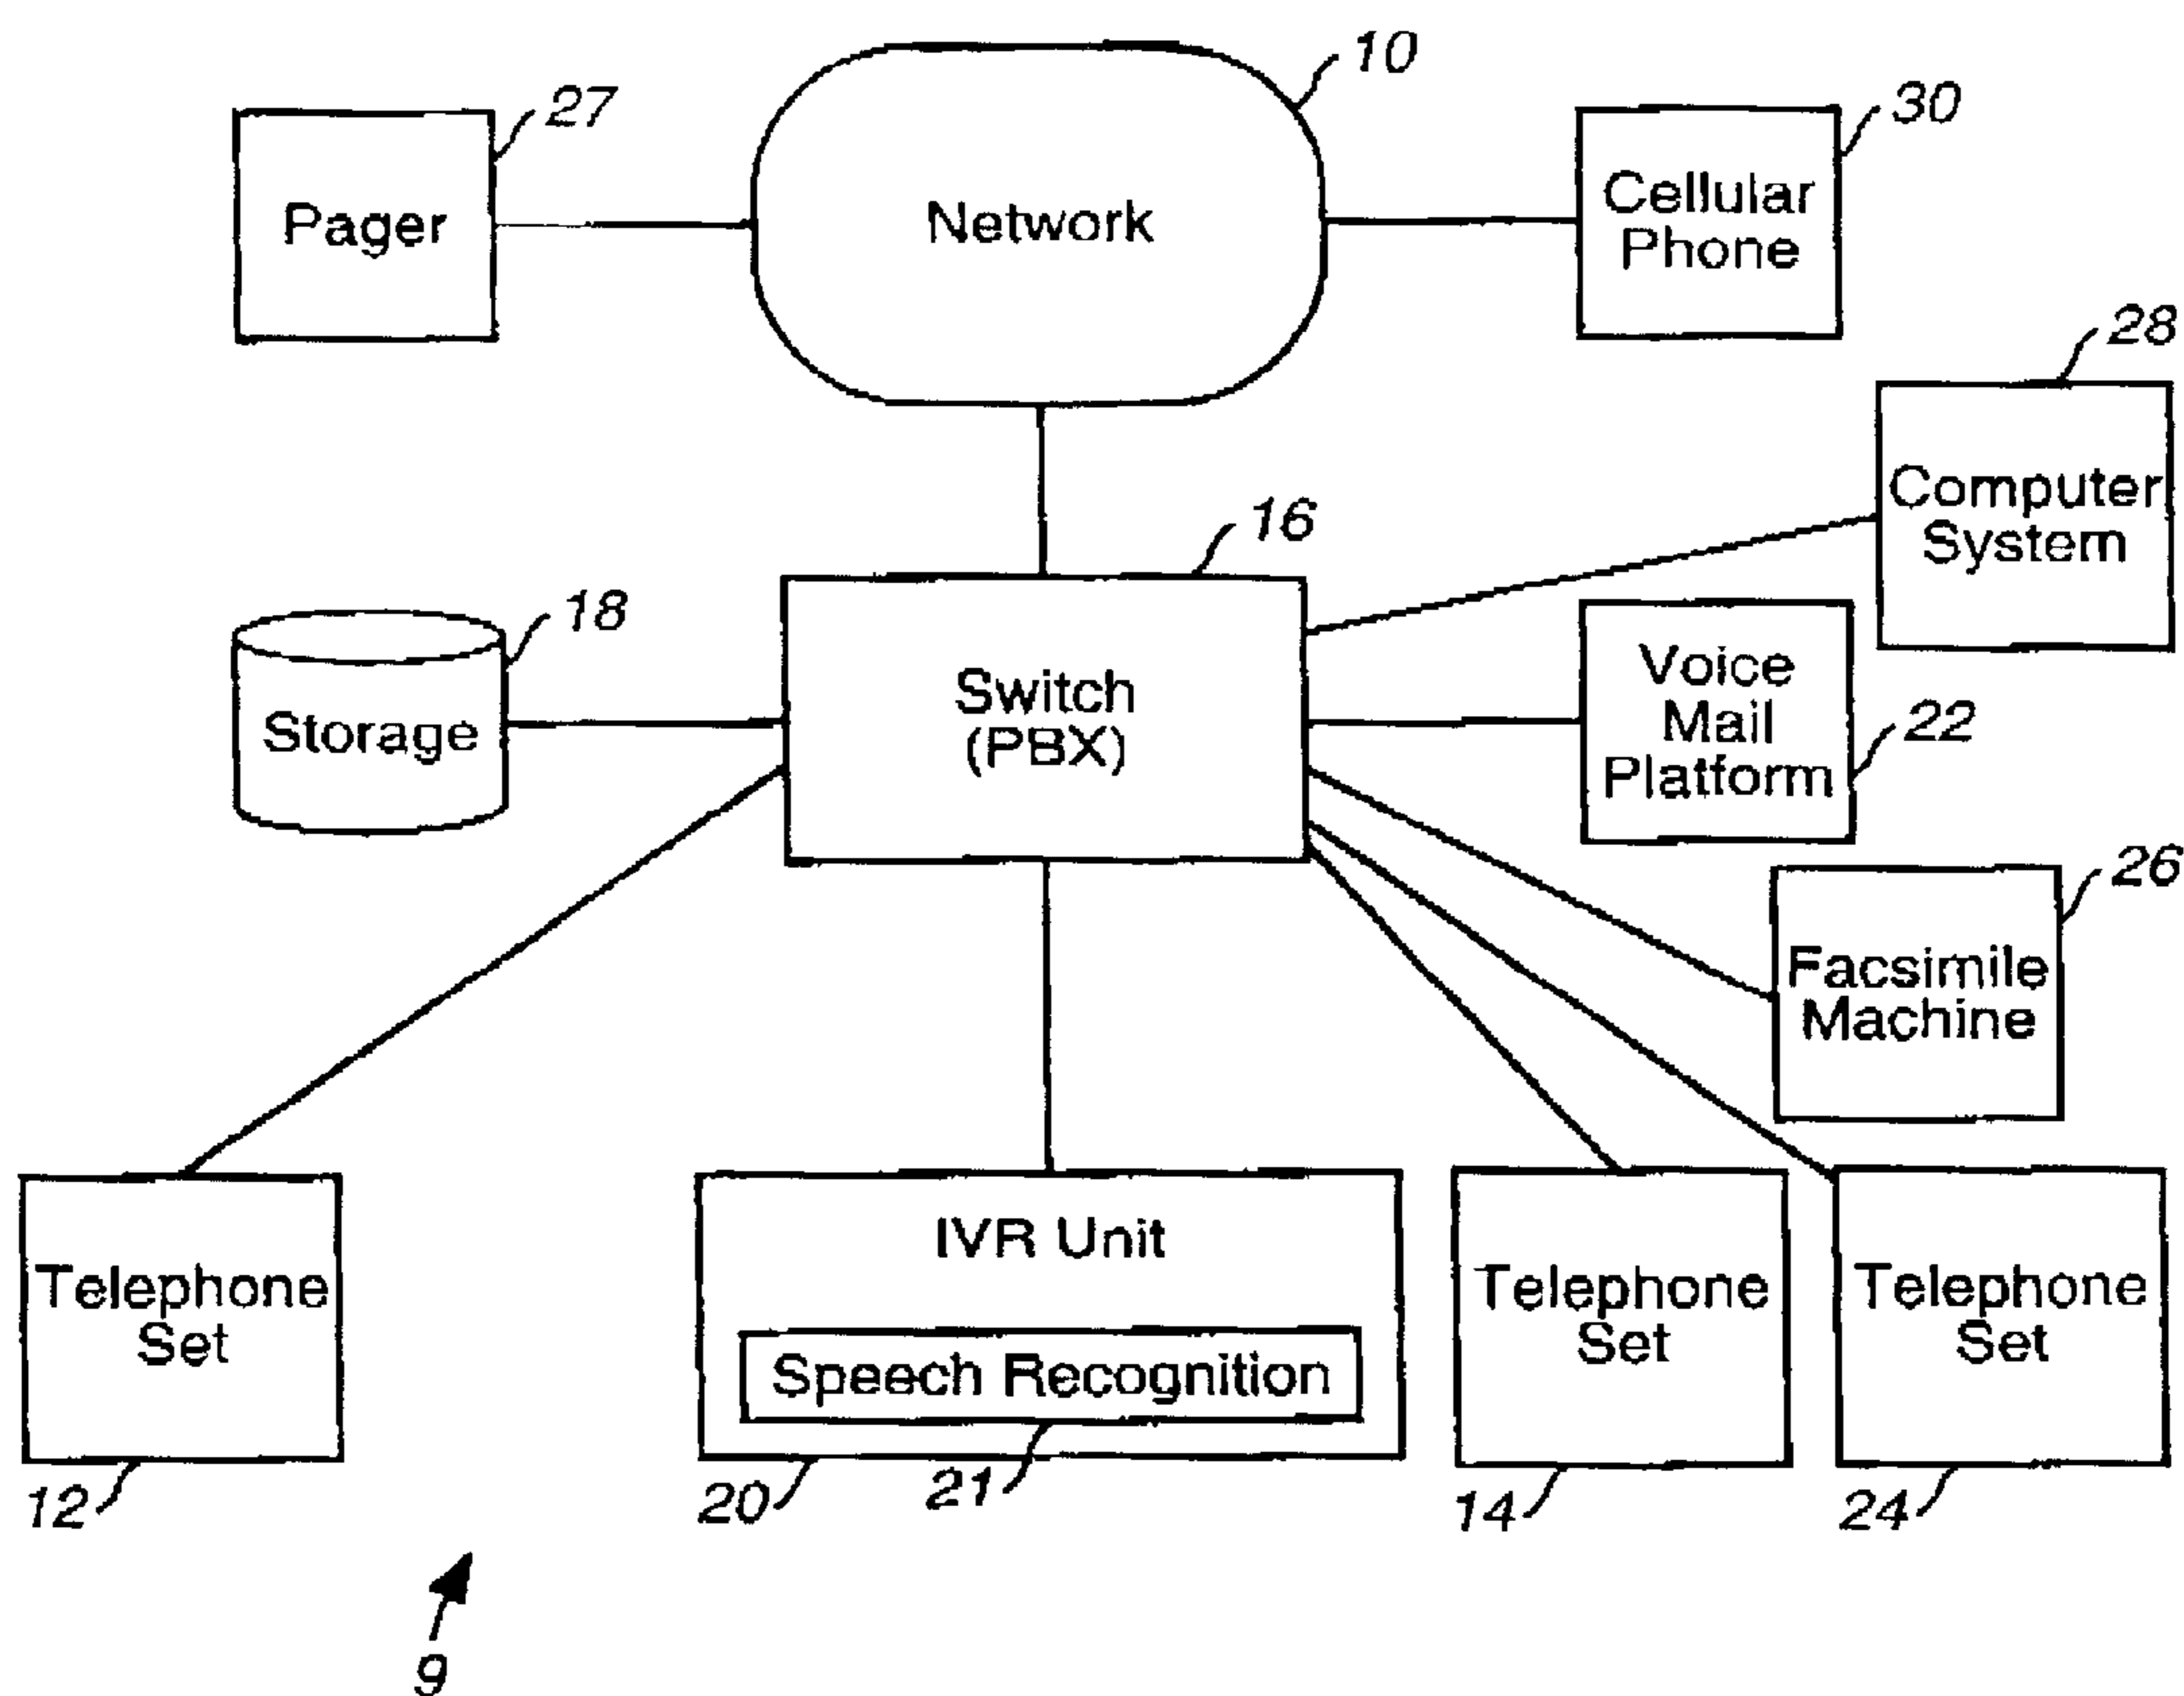 10
27
30
Pager
Network
Cellular
Phone
28
Computer
System
16
18
Storage
Switch
(PBX)
Voice
Mail
Platform
22
26
Facsimile
Machine
Telephone
Set
IVR Unit
Speech Recognition
Telephone
Set
Telephone
Set
12
20
21
14
24
9